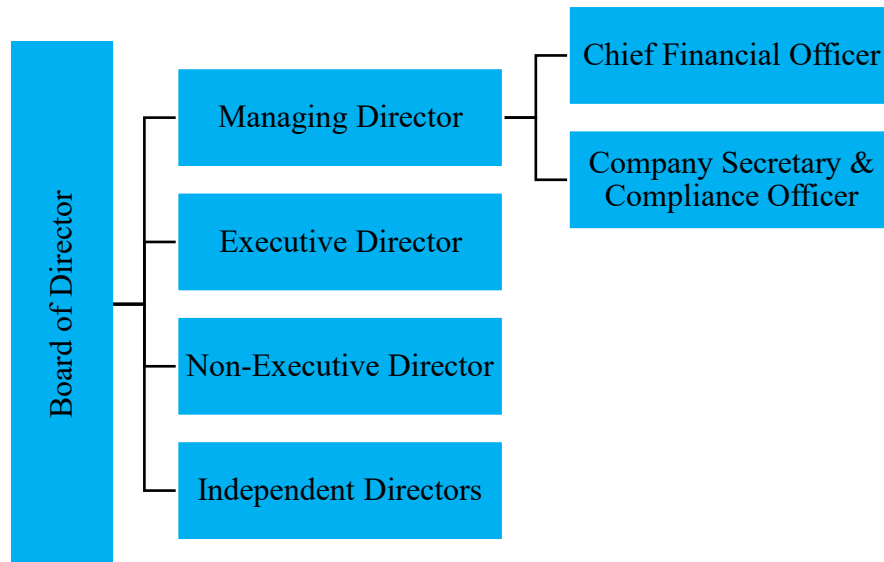 Board of Director
Managing Director
Executive Director
Non-Executive Director
Independent Directors
Chief Financial Officer
Company Secretary &
Compliance Officer